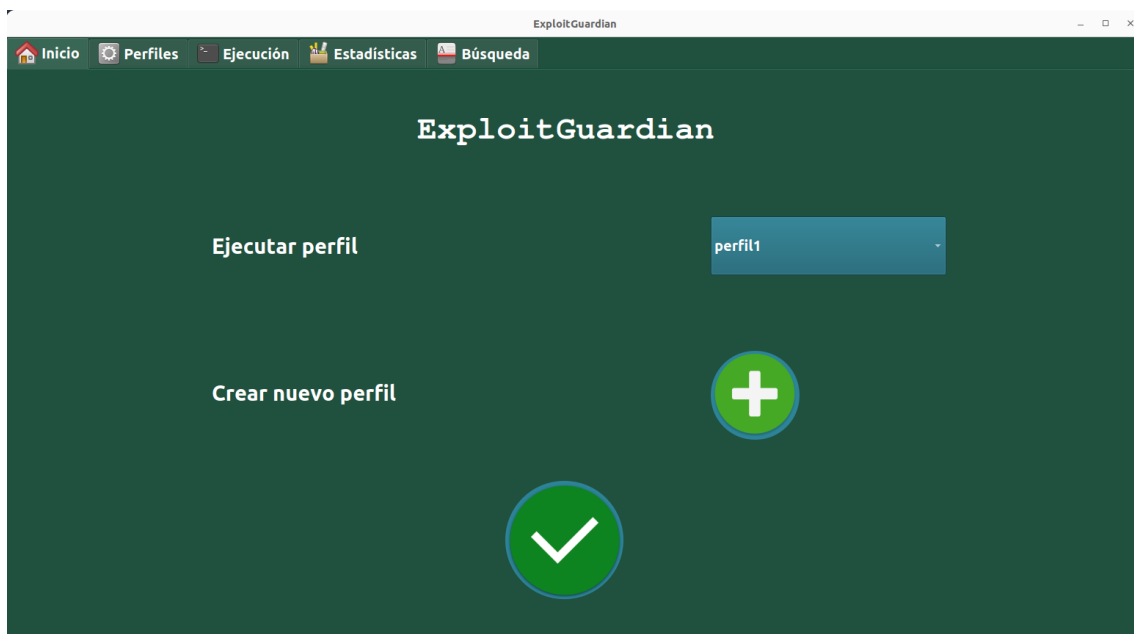 ExploitGuardian
Inicio Perfiles Ejecución Estadísticas Búsqueda
ExploitGuardian
Ejecutar perfil perfil1
Crear nuevo perfil